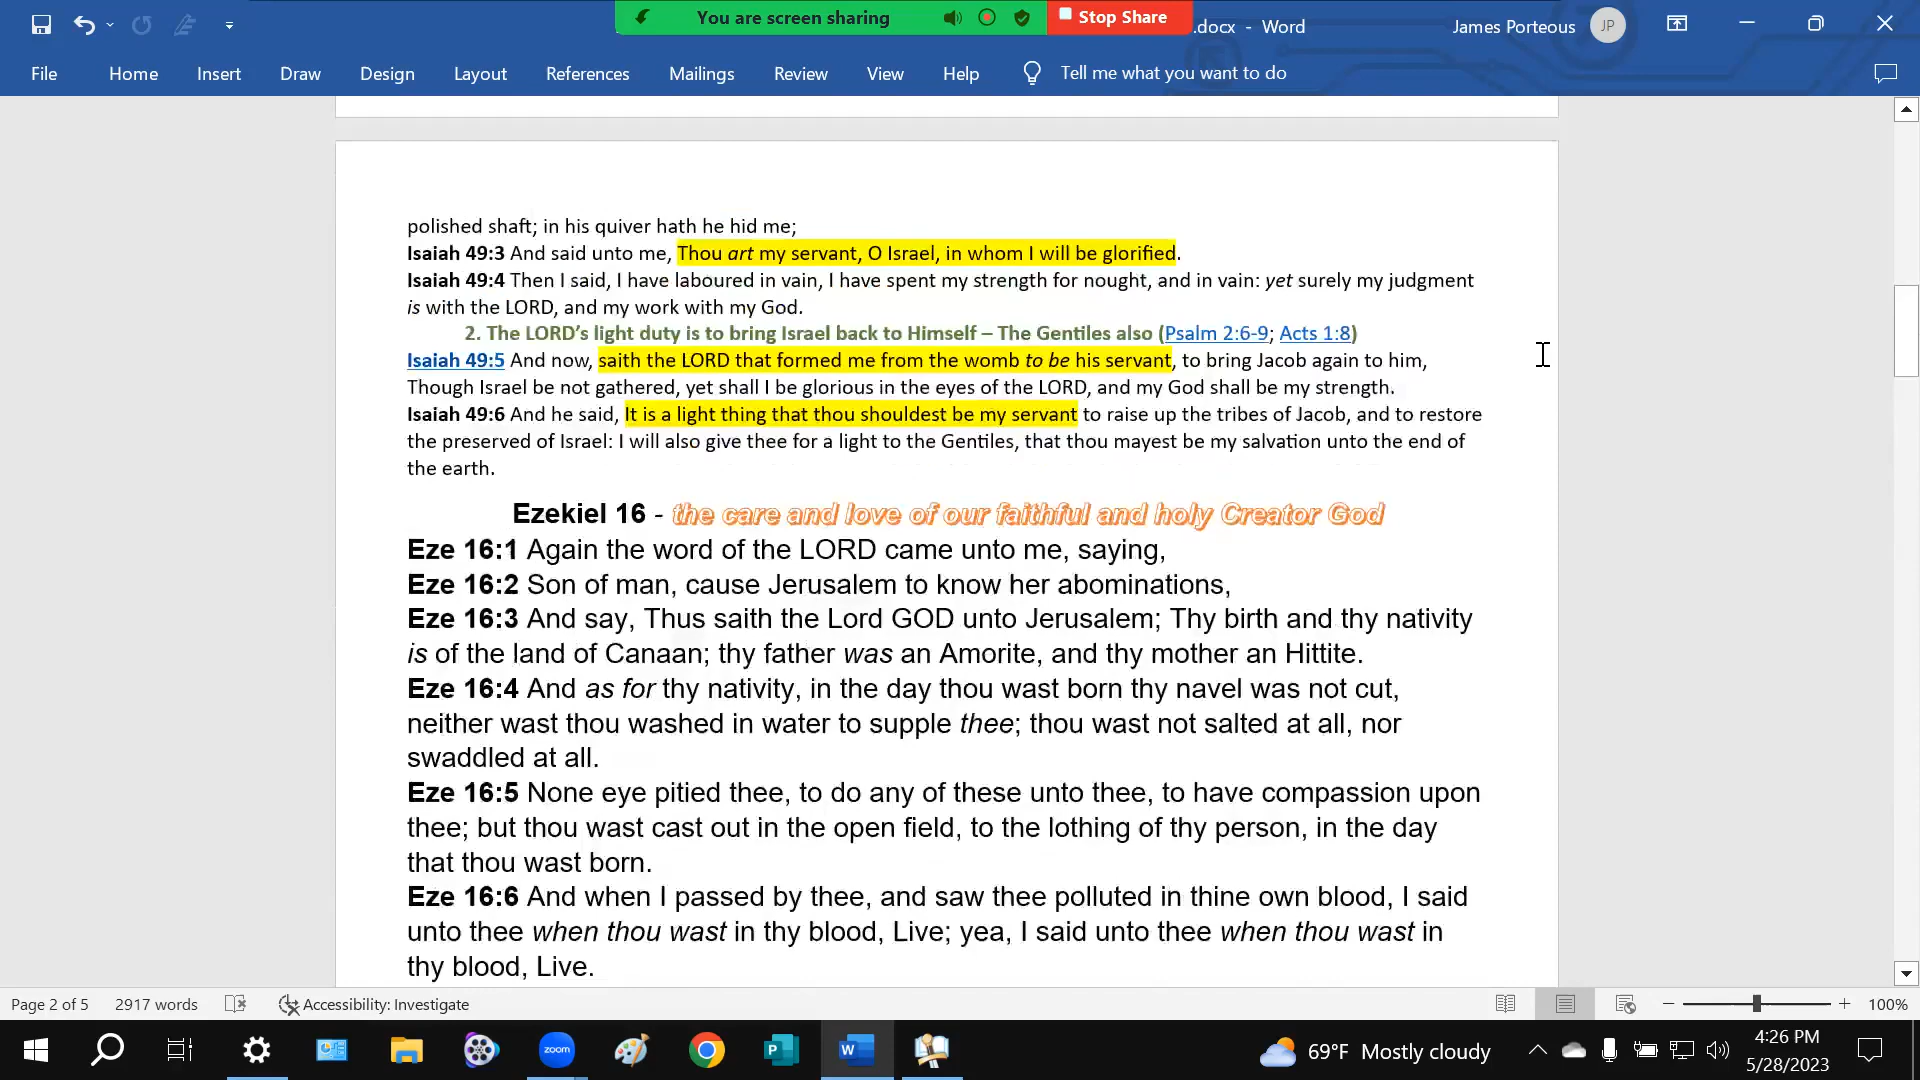 You are screen sharing
Stop Share
.docx - Word
James Porteous
JP
File Home Insert Draw Design Layout References Mailings Review View Help Tell me what you want to do
polished shaft; in his quiver hath he hid me;
Isaiah 49:3 And said unto me, Thou art my servant, O Israel, in whom I will be glorified.
Isaiah 49:4 Then I said, I have laboured in vain, I have spent my strength for nought, and in vain: yet surely my judgment
is with the LORD, and my work with my God.
2. The LORD’s light duty is to bring Israel back to Himself – The Gentiles also (Psalm 2:6-9; Acts 1:8)
Isaiah 49:5 And now, saith the LORD that formed me from the womb to be his servant, to bring Jacob again to him,
Though Israel be not gathered, yet shall I be glorious in the eyes of the LORD, and my God shall be my strength.
Isaiah 49:6 And he said, It is a light thing that thou shouldest be my servant to raise up the tribes of Jacob, and to restore
the preserved of Israel: I will also give thee for a light to the Gentiles, that thou mayest be my salvation unto the end of
the earth.
Ezekiel 16 - the care and love of our faithful and holy Creator God
Eze 16:1 Again the word of the LORD came unto me, saying,
Eze 16:2 Son of man, cause Jerusalem to know her abominations,
Eze 16:3 And say, Thus saith the Lord GOD unto Jerusalem; Thy birth and thy nativity
is of the land of Canaan; thy father was an Amorite, and thy mother an Hittite.
Eze 16:4 And as for thy nativity, in the day thou wast born thy navel was not cut,
neither wast thou washed in water to supple thee; thou wast not salted at all, nor
swaddled at all.
Eze 16:5 None eye pitied thee, to do any of these unto thee, to have compassion upon
thee; but thou wast cast out in the open field, to the lothing of thy person, in the day
that thou wast born.
Eze 16:6 And when I passed by thee, and saw thee polluted in thine own blood, I said
unto thee when thou wast in thy blood, Live; yea, I said unto thee when thou wast in
thy blood, Live.
Page 2 of 5 2917 words Accessibility: Investigate 100%
zoom
69°F Mostly cloudy
4:26 PM
5/28/2023